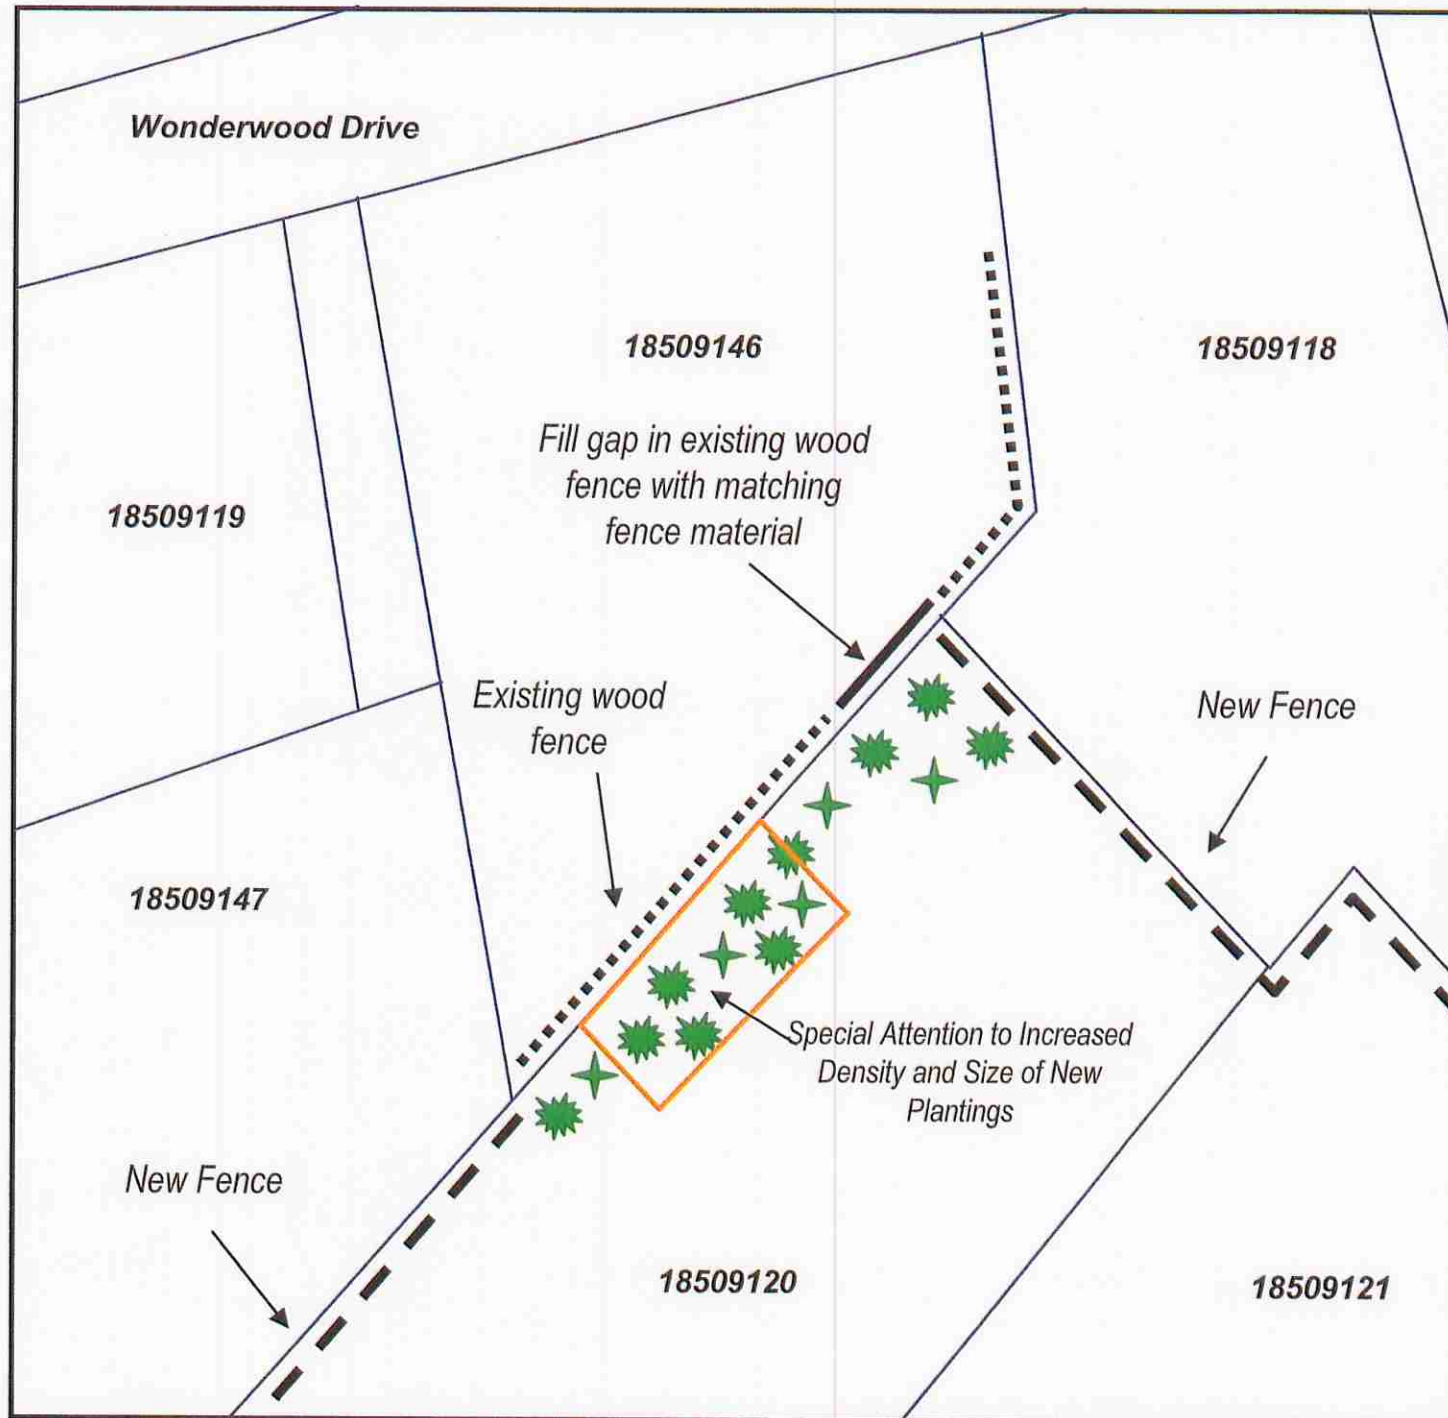 Wonderwood Drive
18509146
18509118
Fill gap in existing wood
fence with matching
fence material
18509119
Existing wood
fence
New Fence
18509147
Special Attention to Increased
Density and Size of New
Plantings
New Fence
18509120
18509121